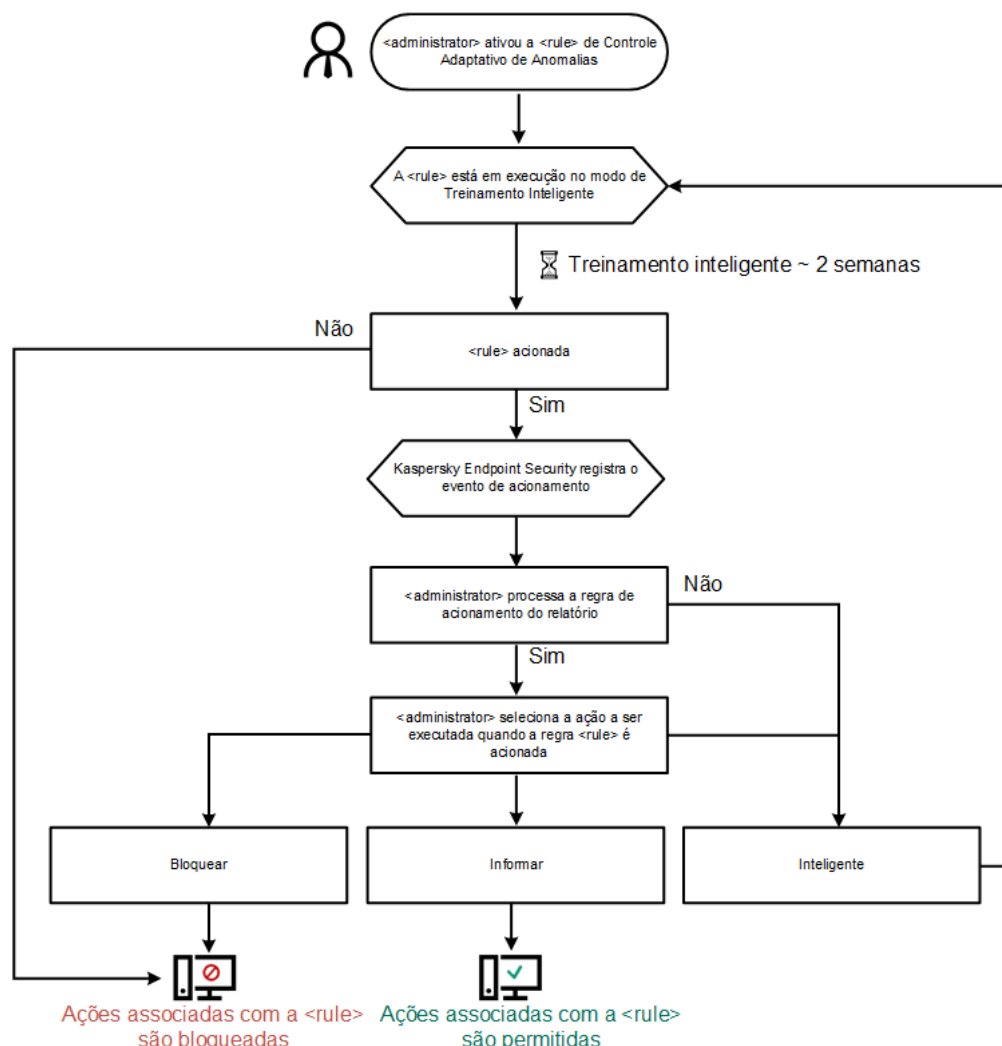 <administrator> ativou a <rule> de Controle
Adaptativo de Anomalias
A <rule> está em execução no modo de
Treinamento Inteligente
Treinamento inteligente ~ 2 semanas
Não
<rule> acionada
Sim
Kaspersky Endpoint Security registra o
evento de acionamento
<administrator> processa a regra de
acionamento do relatório
Não
Sim
<administrator> seleciona a ação a ser
executada quando a regra <rule> é
acionada
Bloquear
Informar
Inteligente
Ações associadas com a <rule>
são bloqueadas
Ações associadas com a <rule>
são permitidas